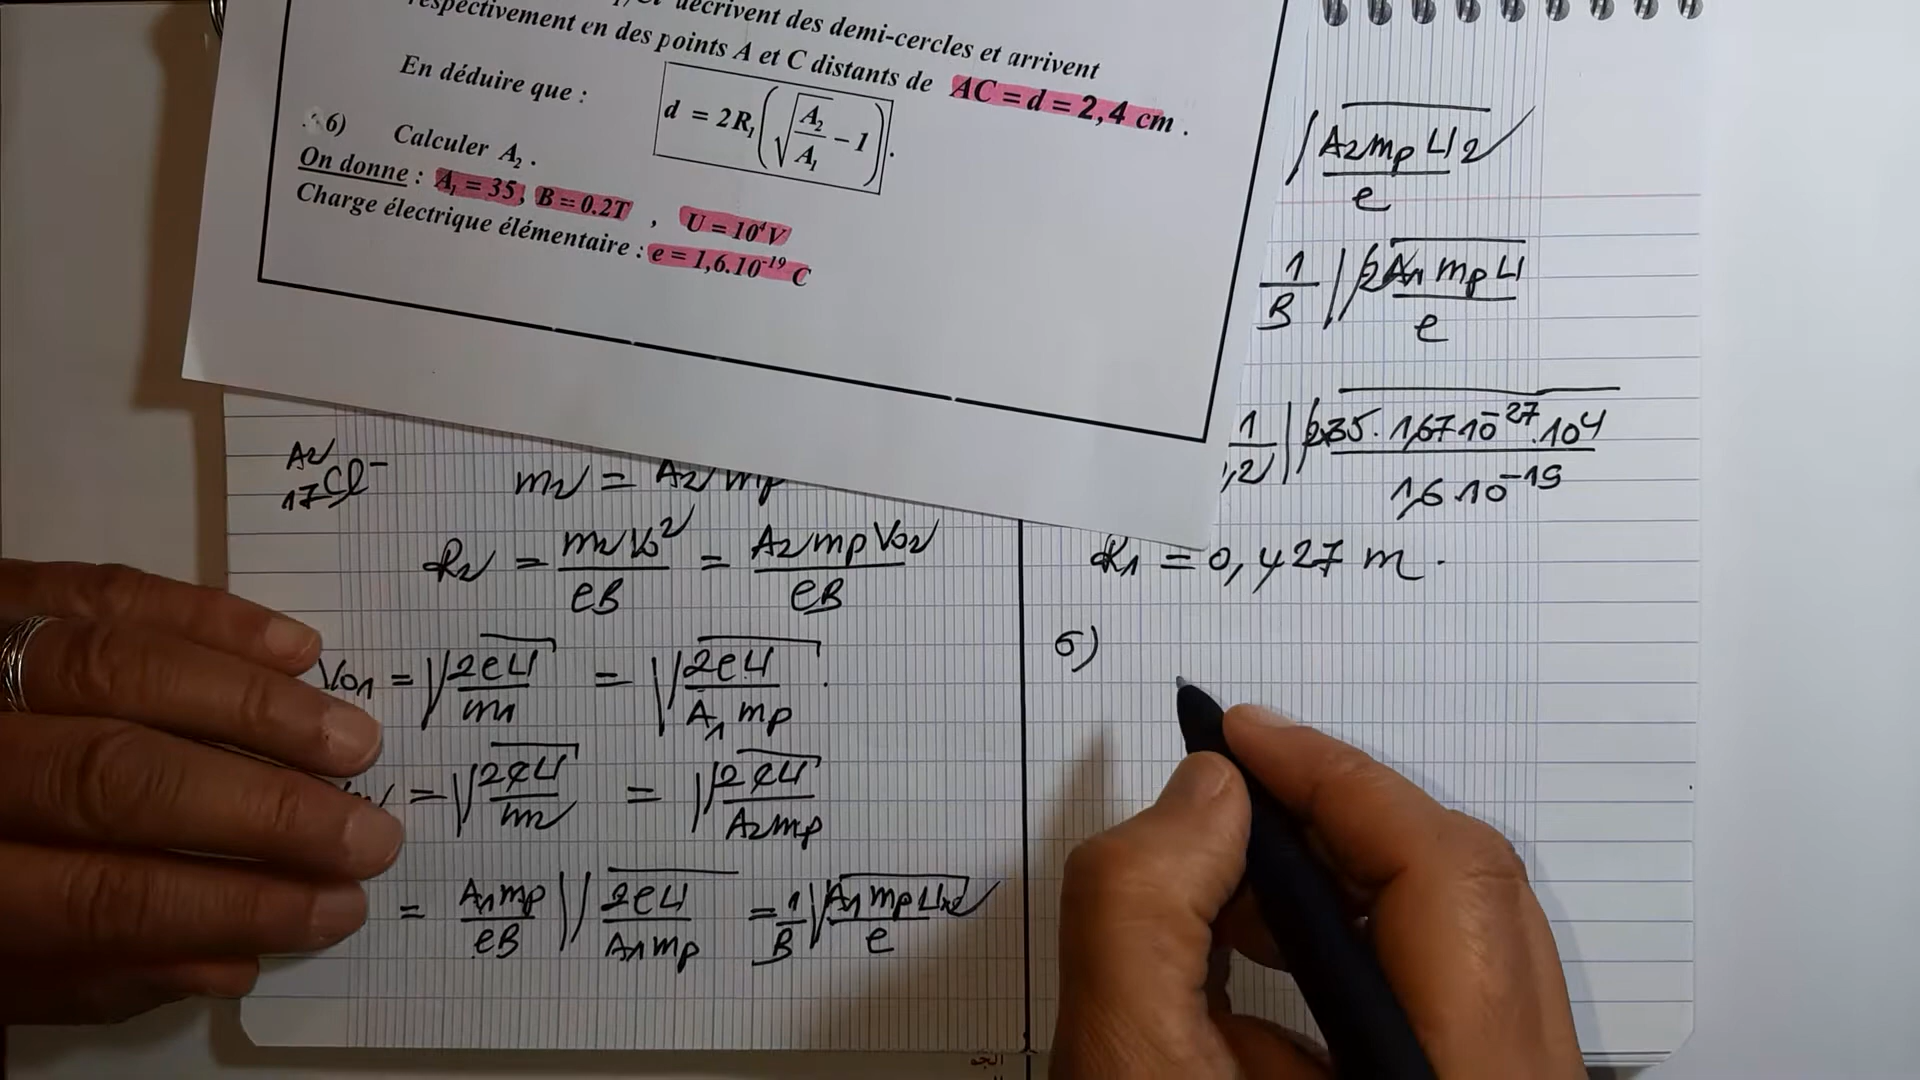 décrivent des demi-cercles et arrivent
respectivement en des points A et C distants de AC = d = 2,4 cm .
En déduire que : d = 2R₁(√(A₂/A₁) − 1).
6) Calculer A₂ .
On donne : A₁ = 35; B = 0.2T , U = 10⁴V
Charge électrique élémentaire : e = 1,6.10⁻¹⁹ C
A₂ ₁₇Cl⁻ m₂ = A₂ mp
R₂ = m₂V₀²/eB = A₂mpV₀₂/eB
V₀₁ = √(2eU/m₁) = √(2eU/A₁mp) .
= √(2eU/m₂) = √(2eU/A₂mp)
= A₁mp/eB √(2eU/A₁mp) = 1/B √(A₁mpU×2/e)
√(A₂mpU2/e)
1/B √(2A₁mpU/e)
1/,2 √(2×35. 1,67 10⁻²⁷.10⁴/1,6 10⁻¹⁹)
R₁ = 0,427 m .
6)